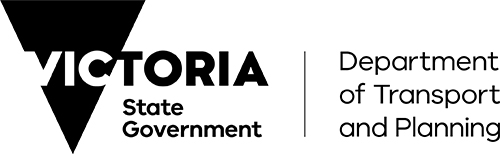 VICTORIA
State
Government
Department
of Transport
and Planning